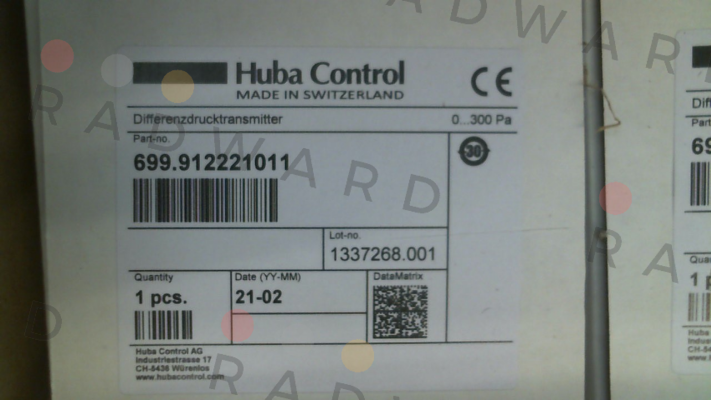 Huba Control
MADE IN SWITZERLAND
CE
Differenzdrucktransmitter
0...300 Pa
Part-no.
699.912221011
30
Lot-no.
1337268.001
Quantity
1 pcs.
Date (YY-MM)
21-02
DataMatrix
Huba Control AG
Industriestrasse 17
CH-5436 Würenlos
www.hubacontrol.com
RADWARD
RADWARD